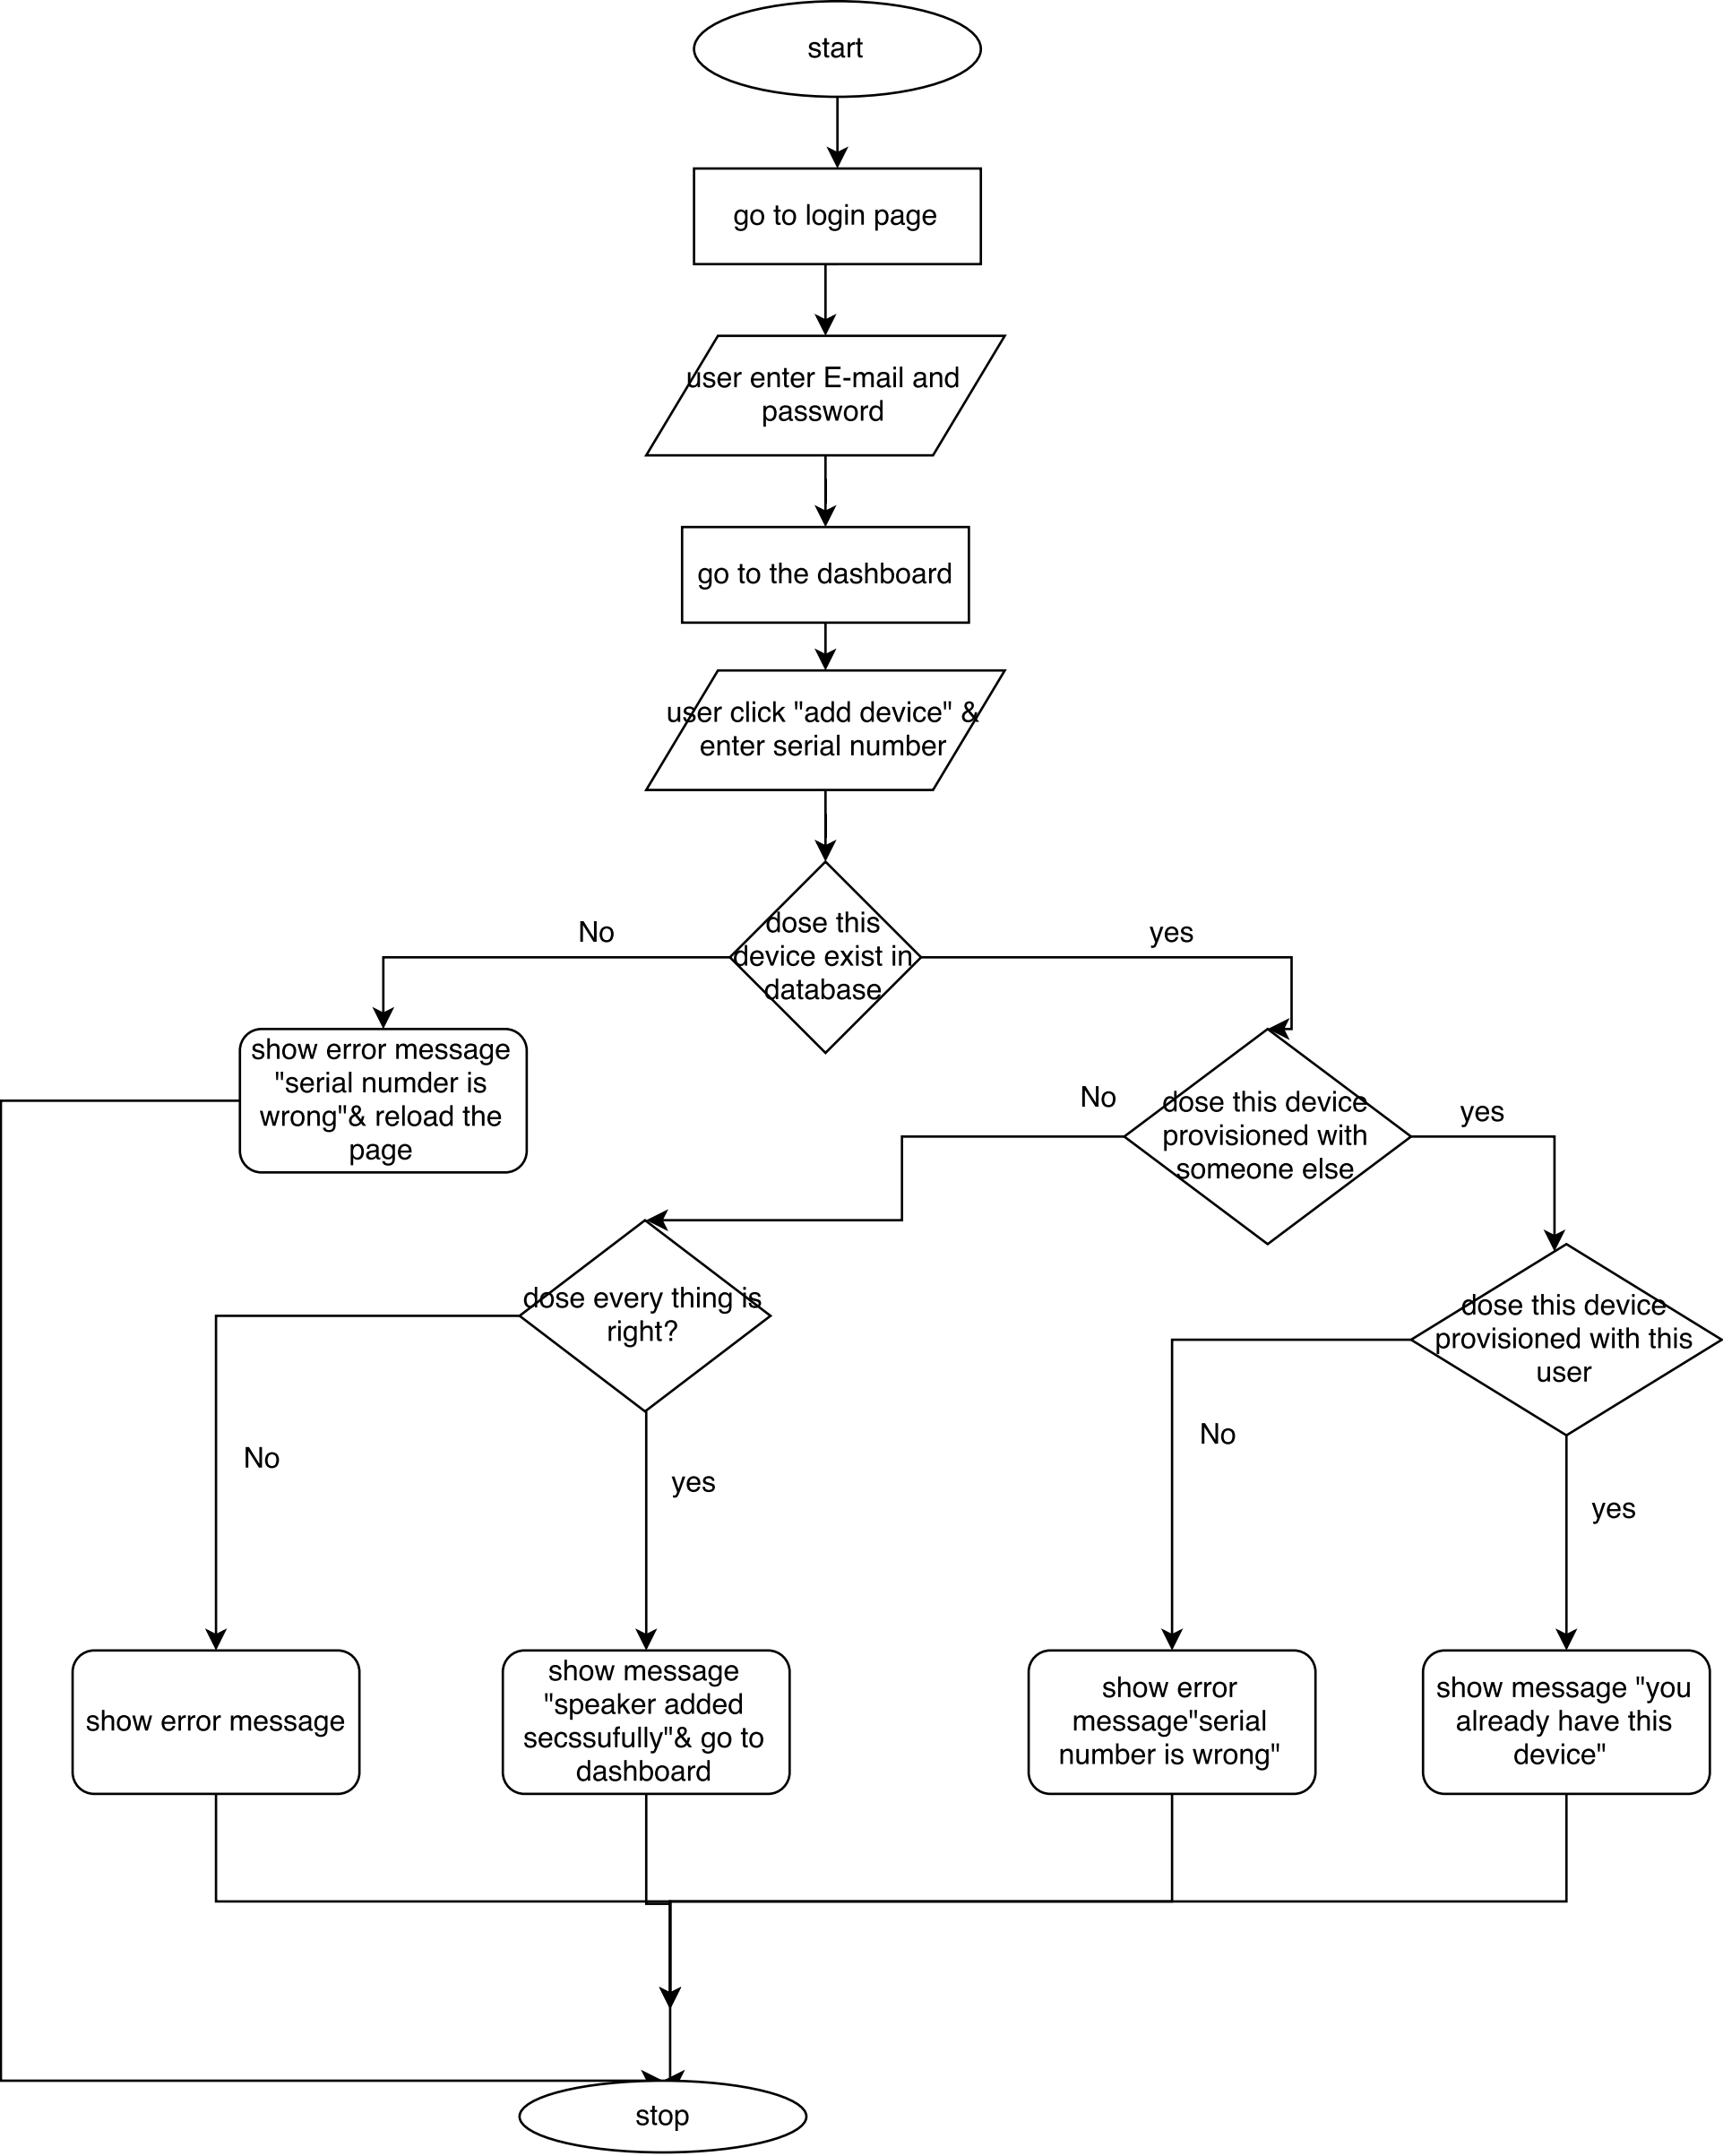 start
go to login page
user enter E-mail and
password
go to the dashboard
user click "add device" &
enter serial number
dose this
device exist in
database
No
yes
show error message
"serial numder is
wrong"& reload the
page
No
dose this device
provisioned with
someone else
yes
dose every thing is
right?
dose this device
provisioned with this
user
No
yes
No
yes
show error message
show message
"speaker added
secssufully"& go to
dashboard
show error
message"serial
number is wrong"
show message "you
already have this
device"
stop